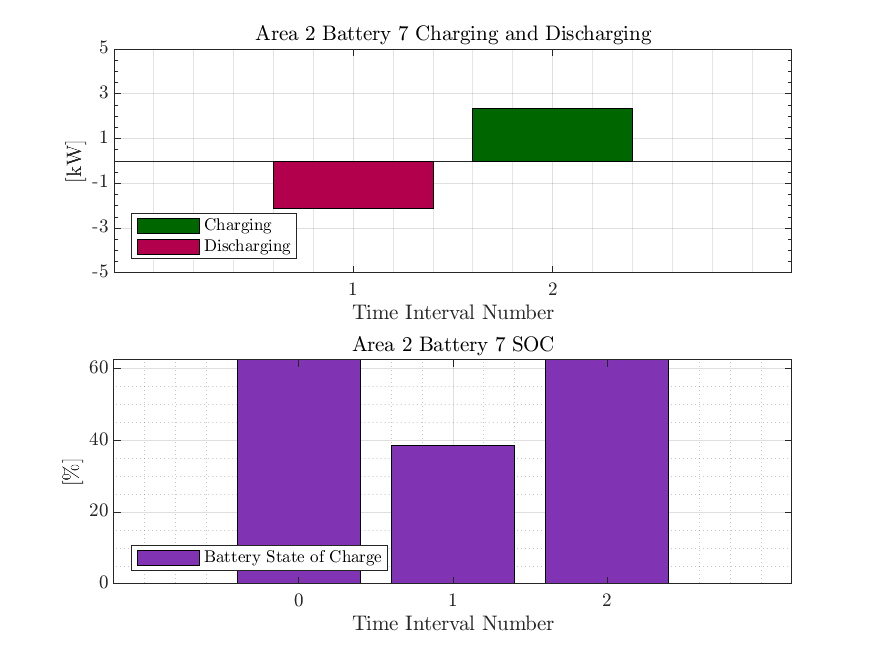 Area 2 Battery 7 Charging and Discharging
5
3
1
-1
-3
-5
[kW]
Charging
Discharging
1 2
Time Interval Number
Area 2 Battery 7 SOC
60
40
20
0
[%]
Battery State of Charge
0 1 2
Time Interval Number